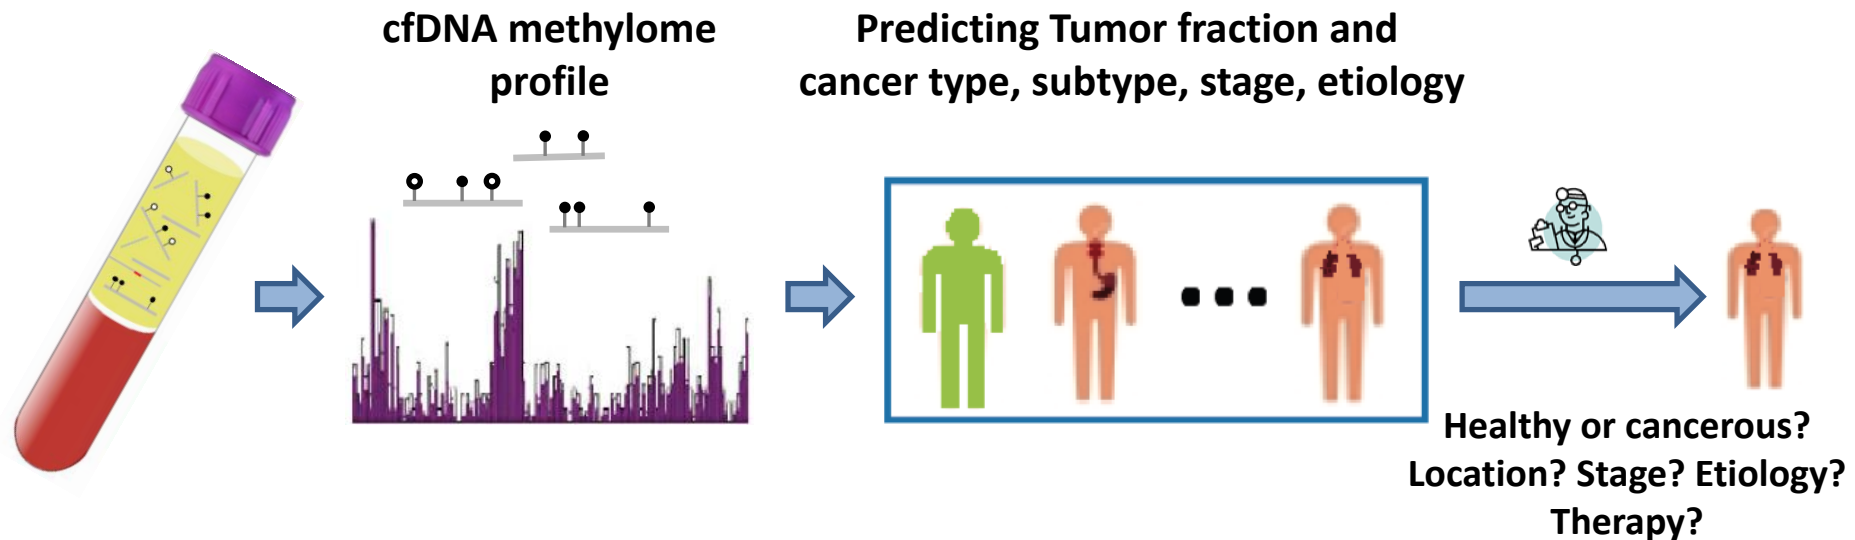 cfDNA methylome
profile
Predicting Tumor fraction and
cancer type, subtype, stage, etiology
Healthy or cancerous?
Location? Stage? Etiology?
Therapy?